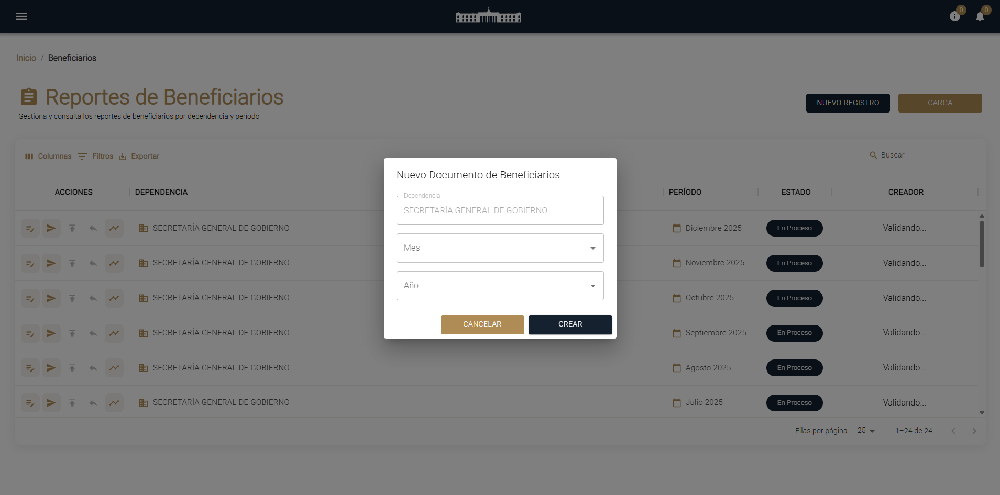 0
0
Inicio / Beneficiarios
Reportes de Beneficiarios
Gestiona y consulta los reportes de beneficiarios por dependencia y período
NUEVO REGISTRO
CARGA
Columnas
Filtros
Exportar
Buscar
ACCIONES
DEPENDENCIA
PERÍODO
ESTADO
CREADOR
SECRETARÍA GENERAL DE GOBIERNO
Diciembre 2025
En Proceso
Validando...
SECRETARÍA GENERAL DE GOBIERNO
Noviembre 2025
En Proceso
Validando...
SECRETARÍA GENERAL DE GOBIERNO
Octubre 2025
En Proceso
Validando...
SECRETARÍA GENERAL DE GOBIERNO
Septiembre 2025
En Proceso
Validando...
SECRETARÍA GENERAL DE GOBIERNO
Agosto 2025
En Proceso
Validando...
SECRETARÍA GENERAL DE GOBIERNO
Julio 2025
En Proceso
Validando...
Filas por página:
25
1–24 de 24
Nuevo Documento de Beneficiarios
Dependencia
SECRETARÍA GENERAL DE GOBIERNO
Mes
Año
CANCELAR
CREAR